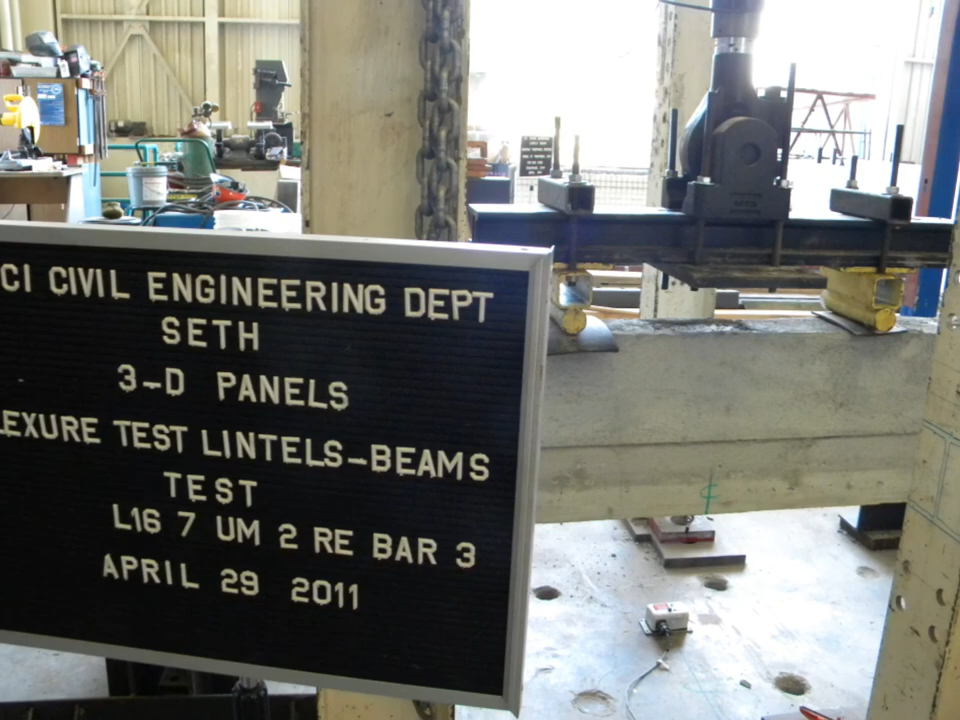 CI CIVIL ENGINEERING DEPT
SETH
3-D PANELS
LEXURE TEST LINTELS-BEAMS
TEST
L16 7 UM 2 RE BAR 3
APRIL 29 2011